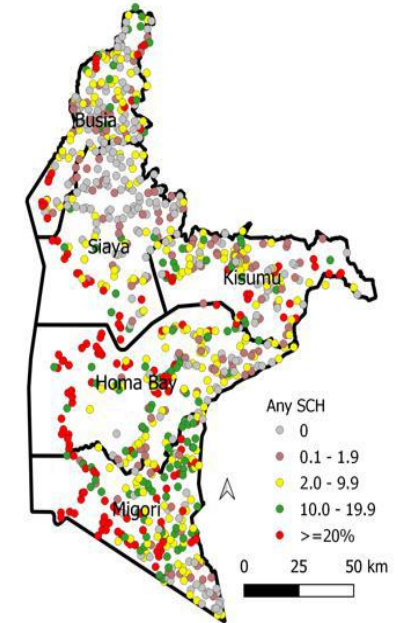 Busia
Siaya
Kisumu
Homa Bay
Any SCH
0
0.1 - 1.9
2.0 - 9.9
10.0 - 19.9
>=20%
Migori
0 25 50 km